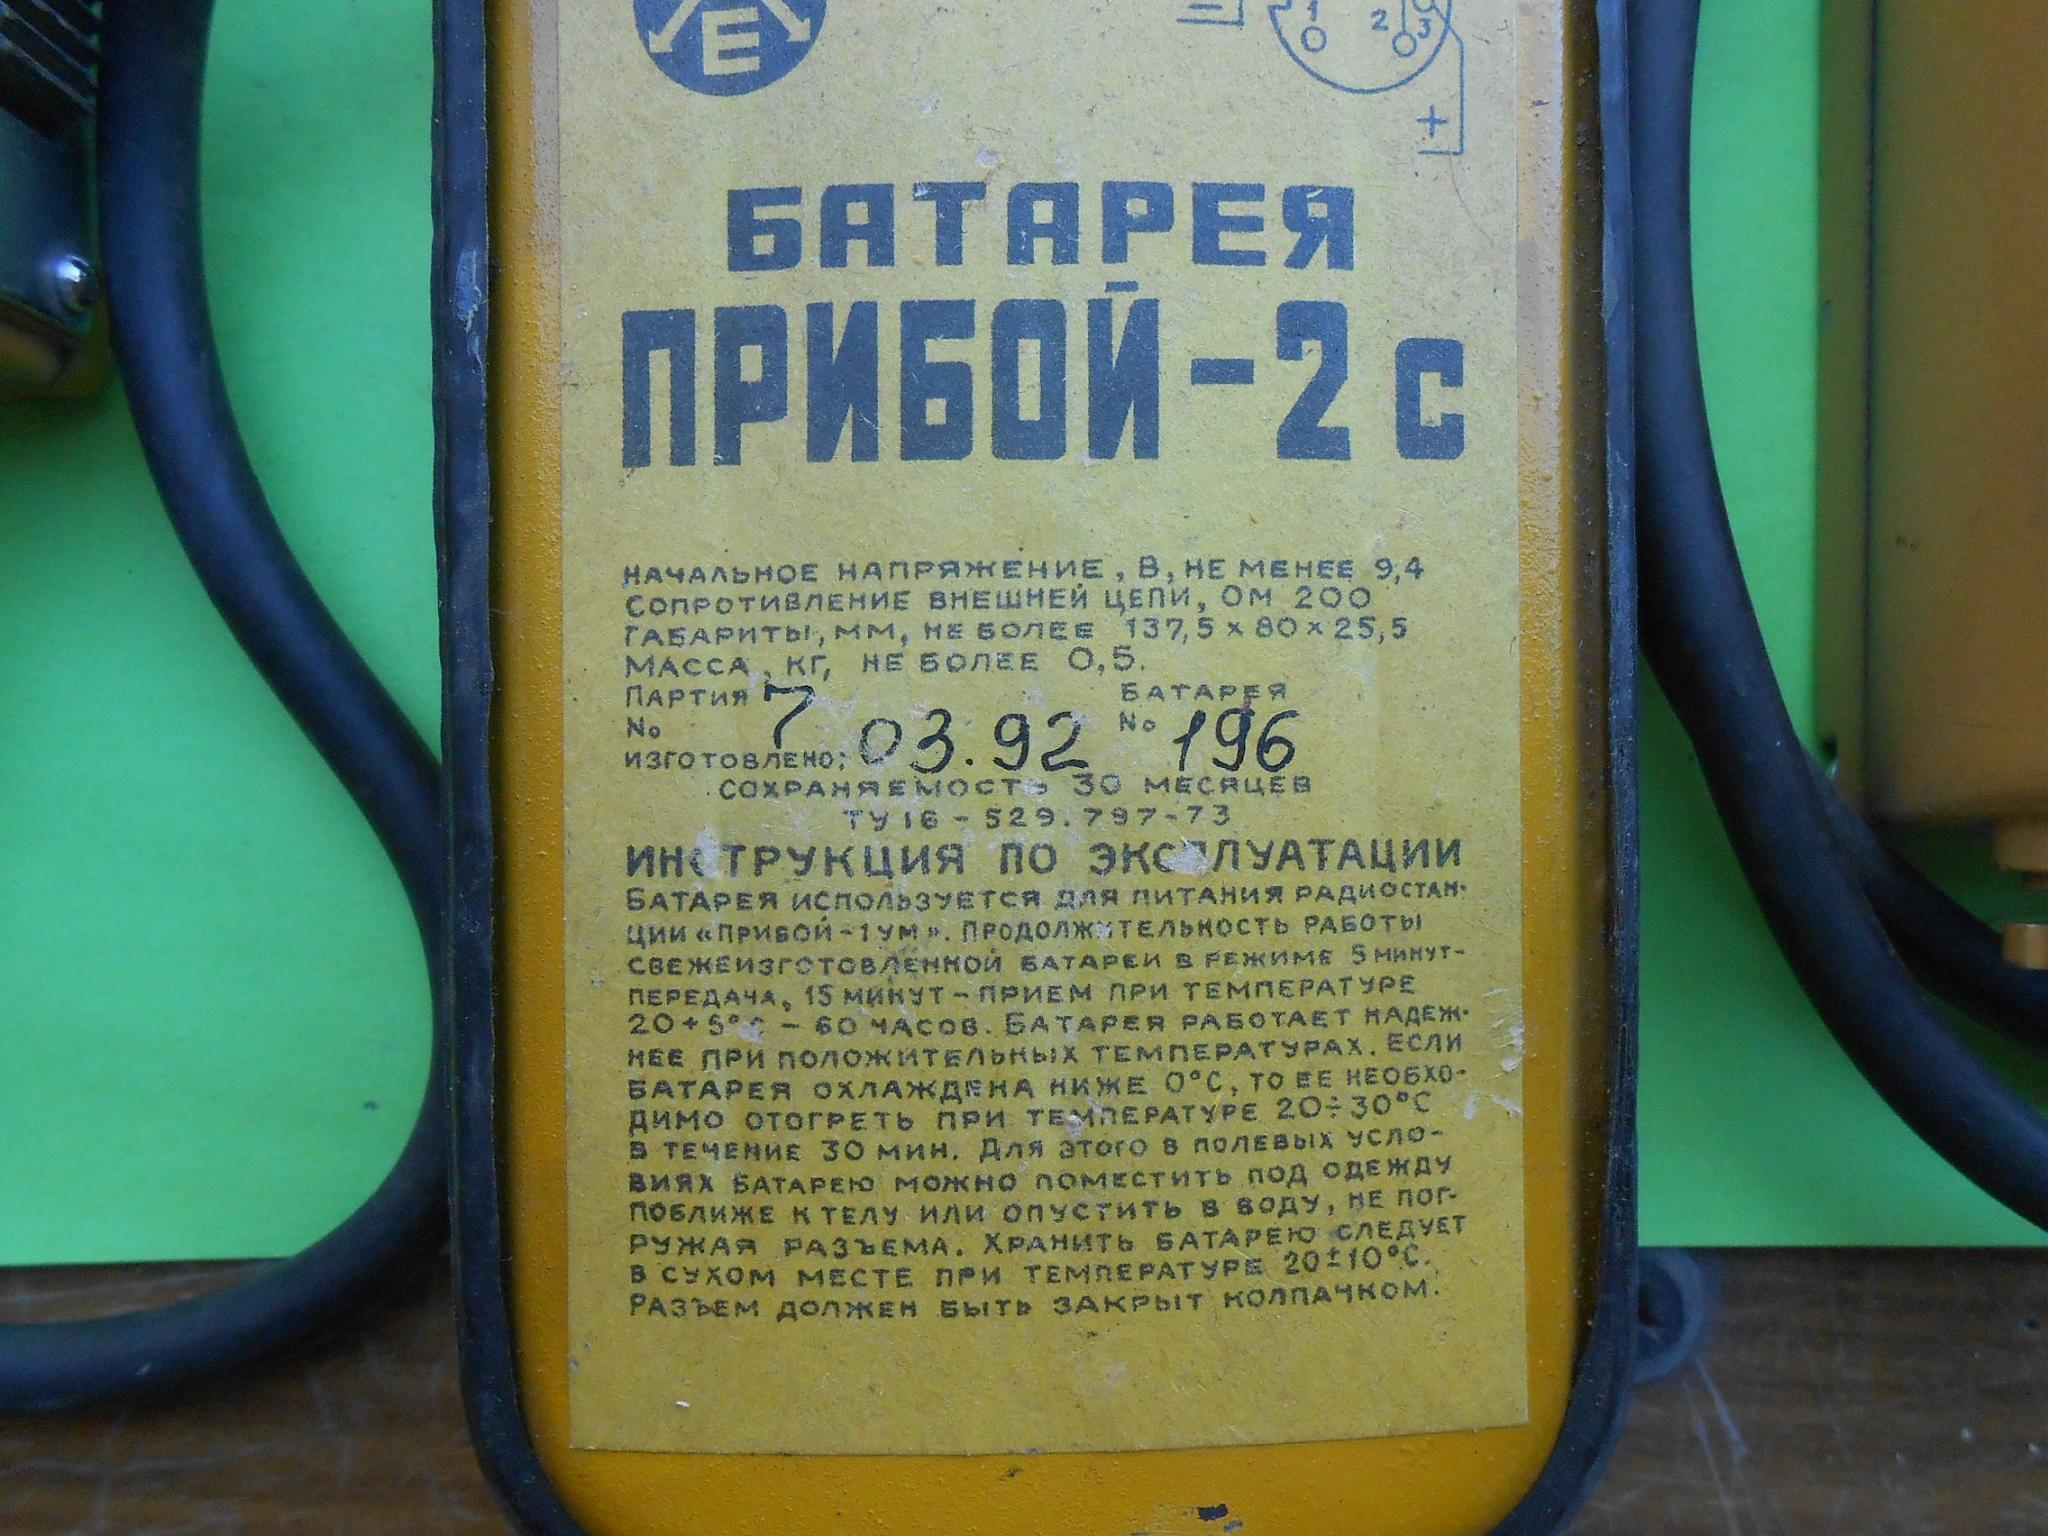 Е
1 2 3
+
БАТАРЕЯ
ПРИБОЙ-2с
НАЧАЛЬНОЕ НАПРЯЖЕНИЕ, В, НЕ МЕНЕЕ 9,4
СОПРОТИВЛЕНИЕ ВНЕШНЕЙ ЦЕПИ, ОМ 200
ГАБАРИТЫ, ММ, НЕ БОЛЕЕ 137,5×80×25,5
МАССА, КГ, НЕ БОЛЕЕ 0,5.
ПАРТИЯ № 7 БАТАРЕЯ № 196
ИЗГОТОВЛЕНО: 03.92
СОХРАНЯЕМОСТЬ 30 МЕСЯЦЕВ
ТУ16-529.797-73
ИНСТРУКЦИЯ ПО ЭКСПЛУАТАЦИИ
БАТАРЕЯ ИСПОЛЬЗУЕТСЯ ДЛЯ ПИТАНИЯ РАДИОСТАН-
ЦИИ «ПРИБОЙ-1УМ». ПРОДОЛЖИТЕЛЬНОСТЬ РАБОТЫ
СВЕЖЕИЗГОТОВЛЕННОЙ БАТАРЕИ В РЕЖИМЕ 5 МИНУТ-
ПЕРЕДАЧА, 15 МИНУТ-ПРИЕМ ПРИ ТЕМПЕРАТУРЕ
20+5°С - 60 ЧАСОВ. БАТАРЕЯ РАБОТАЕТ НАДЕЖ-
НЕЕ ПРИ ПОЛОЖИТЕЛЬНЫХ ТЕМПЕРАТУРАХ. ЕСЛИ
БАТАРЕЯ ОХЛАЖДЕНА НИЖЕ 0°С, ТО ЕЕ НЕОБХО-
ДИМО ОТОГРЕТЬ ПРИ ТЕМПЕРАТУРЕ 20÷30°С
В ТЕЧЕНИЕ 30 МИН. ДЛЯ ЭТОГО В ПОЛЕВЫХ УСЛО-
ВИЯХ БАТАРЕЮ МОЖНО ПОМЕСТИТЬ ПОД ОДЕЖДУ
ПОБЛИЖЕ К ТЕЛУ ИЛИ ОПУСТИТЬ В ВОДУ, НЕ ПОГ-
РУЖАЯ РАЗЪЕМА. ХРАНИТЬ БАТАРЕЮ СЛЕДУЕТ
В СУХОМ МЕСТЕ ПРИ ТЕМПЕРАТУРЕ 20±10°С.
РАЗЪЕМ ДОЛЖЕН БЫТЬ ЗАКРЫТ КОЛПАЧКОМ.